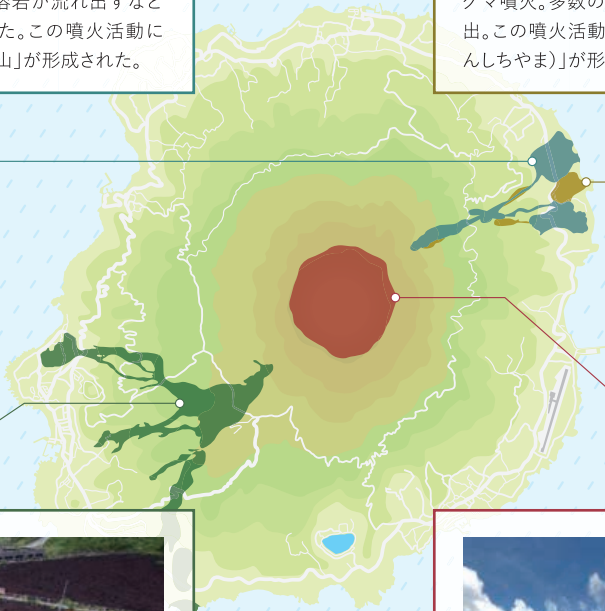 溶岩が流れ出すなど
た。この噴火活動に
山」が形成された。
グマ噴火。多数の
出。この噴火活動
んしちやま)」が形